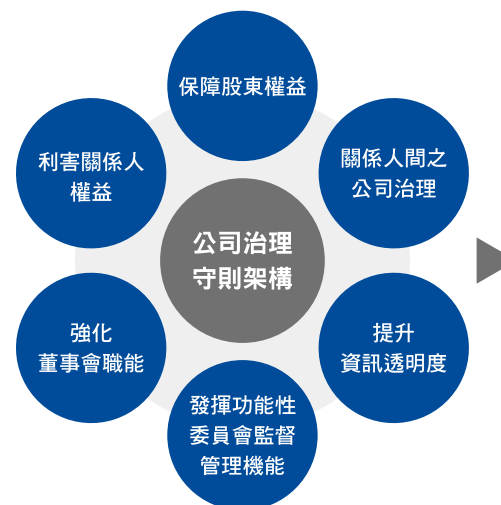 保障股東權益
關係人間之
公司治理
提升
資訊透明度
發揮功能性
委員會監督
管理機能
強化
董事會職能
利害關係人
權益
公司治理
守則架構